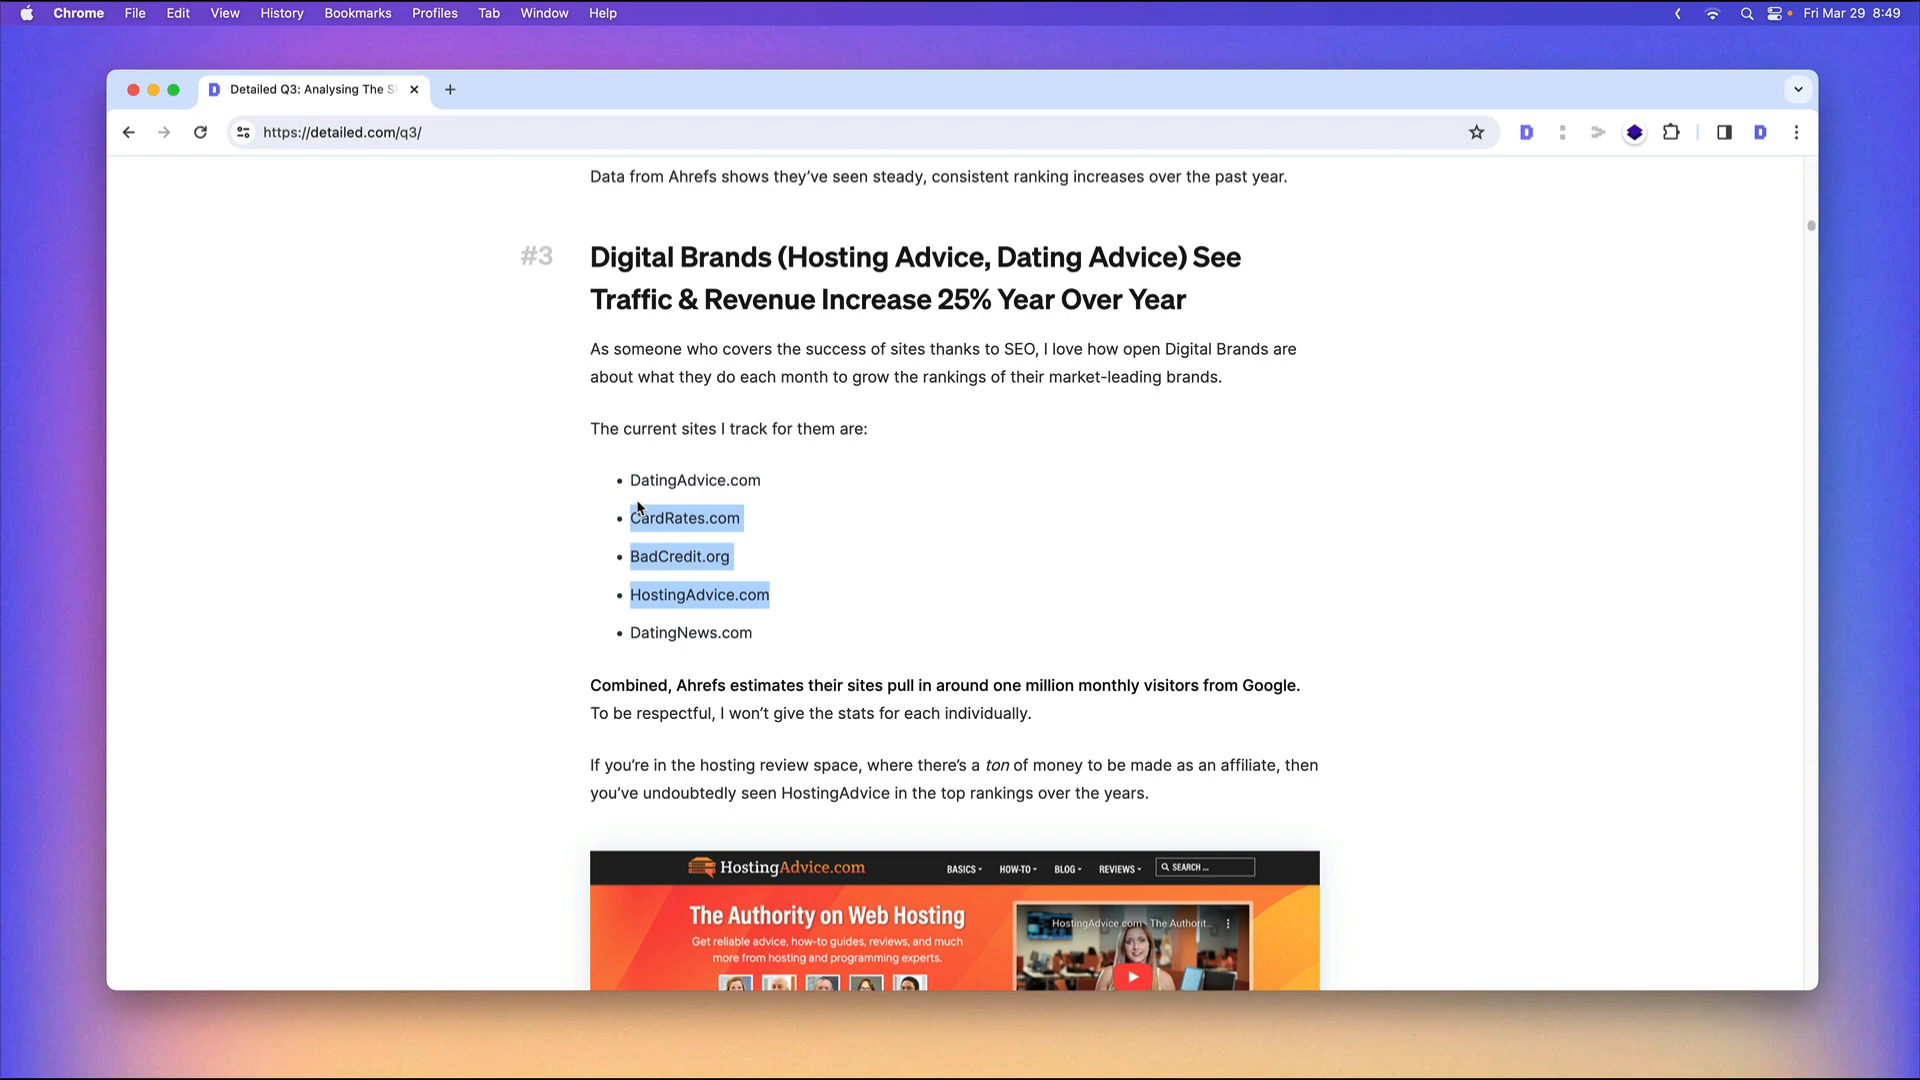 Chrome File Edit View History Bookmarks Profiles Tab Window Help
Fri Mar 29 8:49
Detailed Q3: Analysing The S
https://detailed.com/q3/
Data from Ahrefs shows they’ve seen steady, consistent ranking increases over the past year.
#3
Digital Brands (Hosting Advice, Dating Advice) See
Traffic & Revenue Increase 25% Year Over Year
As someone who covers the success of sites thanks to SEO, I love how open Digital Brands are
about what they do each month to grow the rankings of their market-leading brands.
The current sites I track for them are:
• DatingAdvice.com
• CardRates.com
• BadCredit.org
• HostingAdvice.com
• DatingNews.com
Combined, Ahrefs estimates their sites pull in around one million monthly visitors from Google.
To be respectful, I won’t give the stats for each individually.
If you’re in the hosting review space, where there’s a ton of money to be made as an affiliate, then
you’ve undoubtedly seen HostingAdvice in the top rankings over the years.
HostingAdvice.com BASICS HOW-TO BLOG REVIEWS SEARCH ...
The Authority on Web Hosting
Get reliable advice, how-to guides, reviews, and much
more from hosting and programming experts.
HostingAdvice.com - The Authorit...